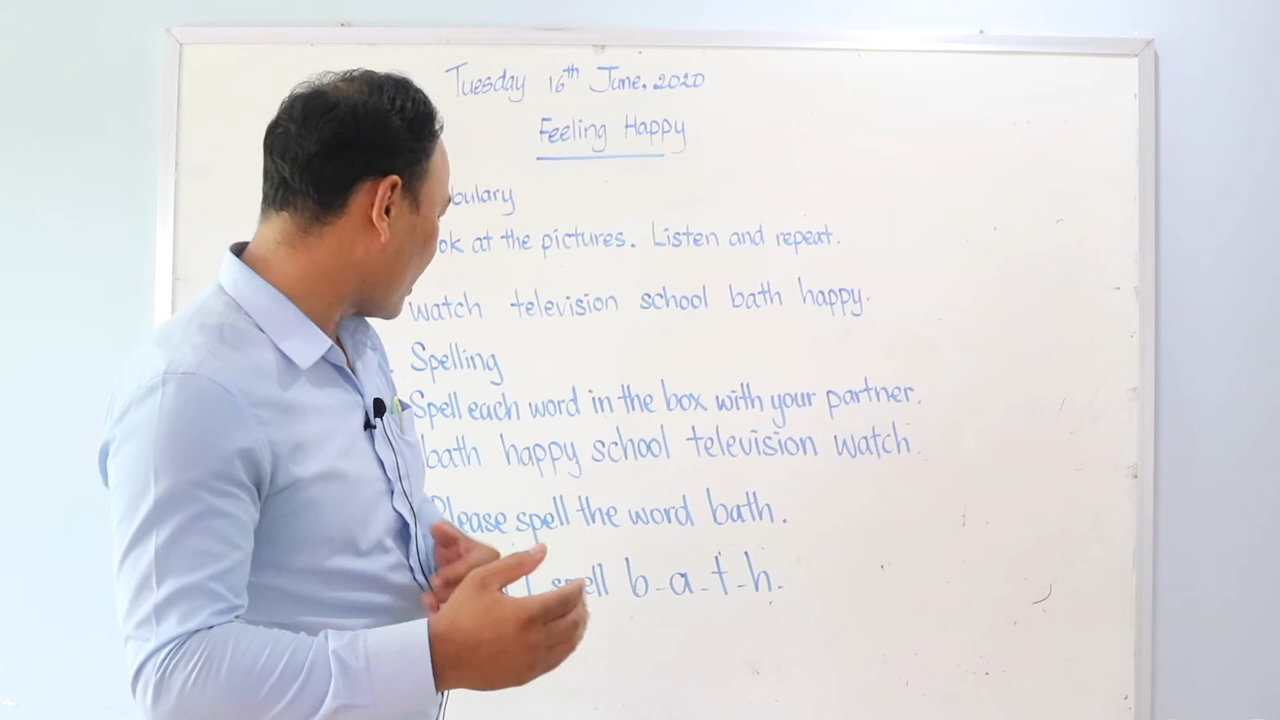 Tuesday 16th June, 2020
Feeling Happy
bulary
ok at the pictures. Listen and repeat.
watch television school bath happy.
Spelling
Spell each word in the box with your partner.
bath happy school television watch.
Please spell the word bath.
I spell b-a-t-h.